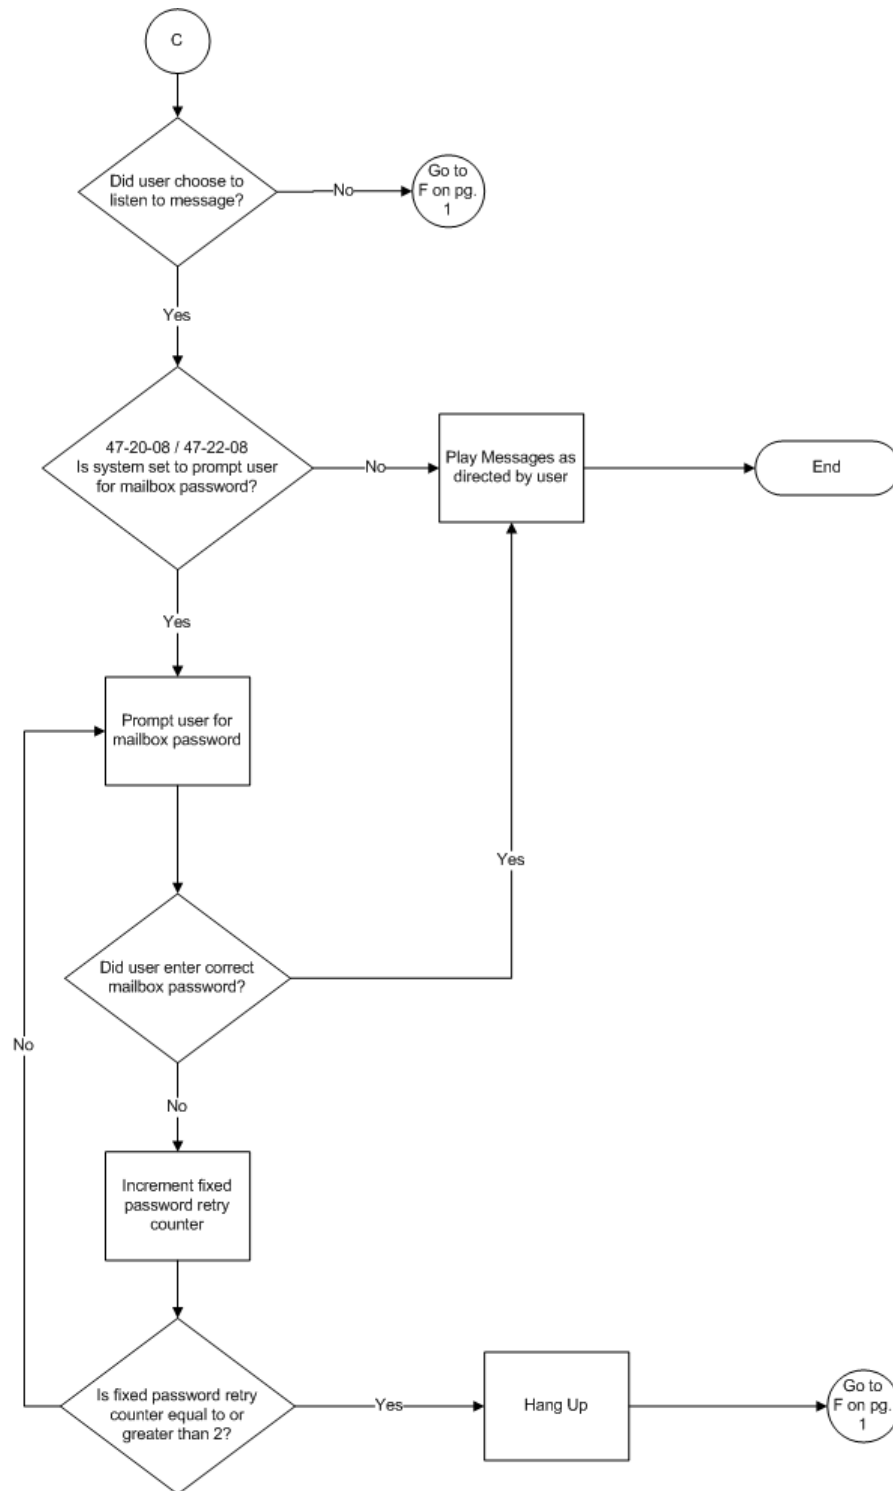 C
Did user choose to
listen to message?
No
Go to
F on pg.
1
Yes
47-20-08 / 47-22-08
Is system set to prompt user
for mailbox password?
No
Play Messages as
directed by user
End
Yes
Prompt user for
mailbox password
Yes
Did user enter correct
mailbox password?
No
No
Increment fixed
password retry
counter
Is fixed password retry
counter equal to or
greater than 2?
Yes
Hang Up
Go to
F on pg.
1